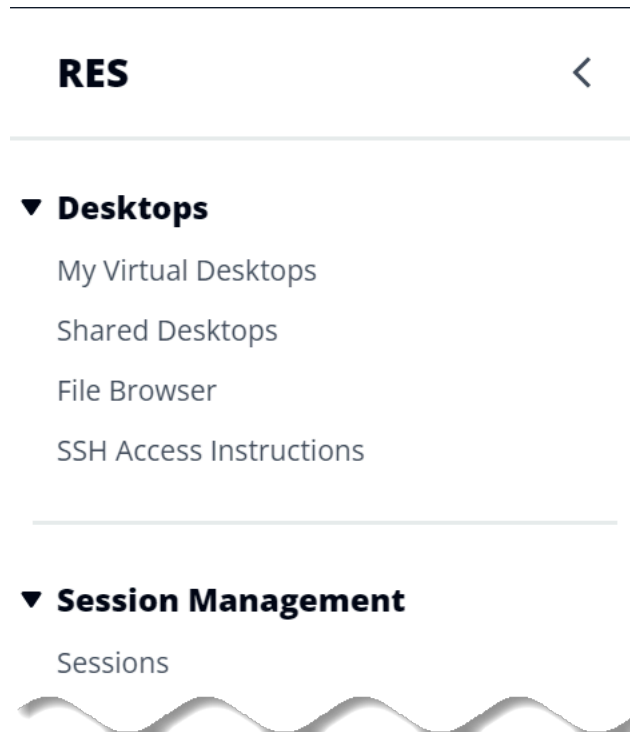 RES
Desktops
My Virtual Desktops
Shared Desktops
File Browser
SSH Access Instructions
Session Management
Sessions